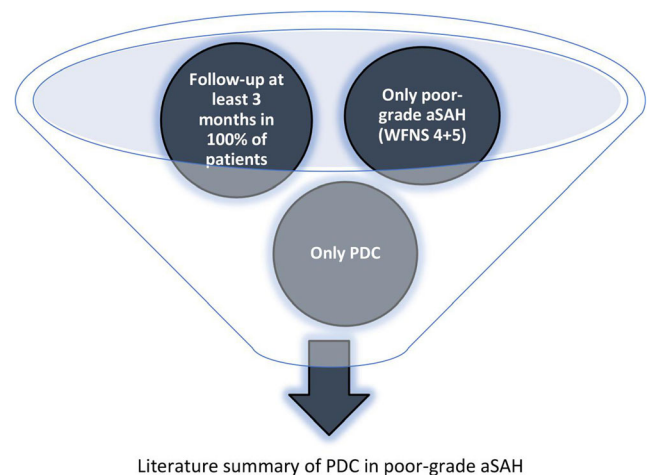 Follow-up at
least 3
months in
100% of
patients
Only poor-
grade aSAH
(WFNS 4+5)
Only PDC
Literature summary of PDC in poor-grade aSAH